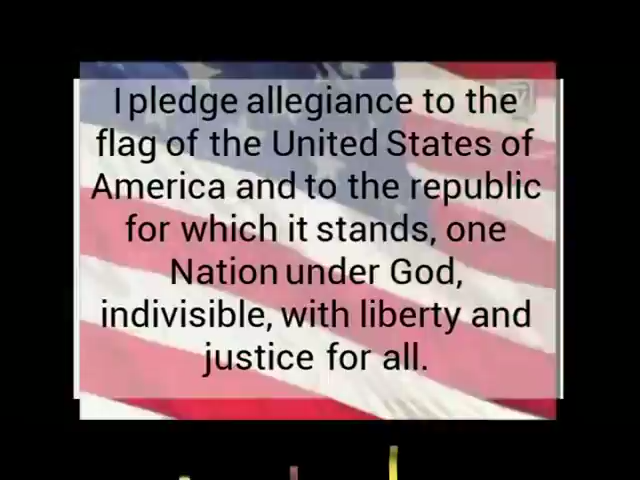 I pledge allegiance to the
flag of the United States of
America and to the republic
for which it stands, one
Nation under God,
indivisible, with liberty and
justice for all.